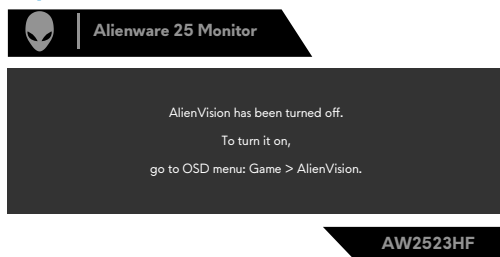 Alienware 25 Monitor
AlienVision has been turned off.
To turn it on,
go to OSD menu: Game > AlienVision.
AW2523HF